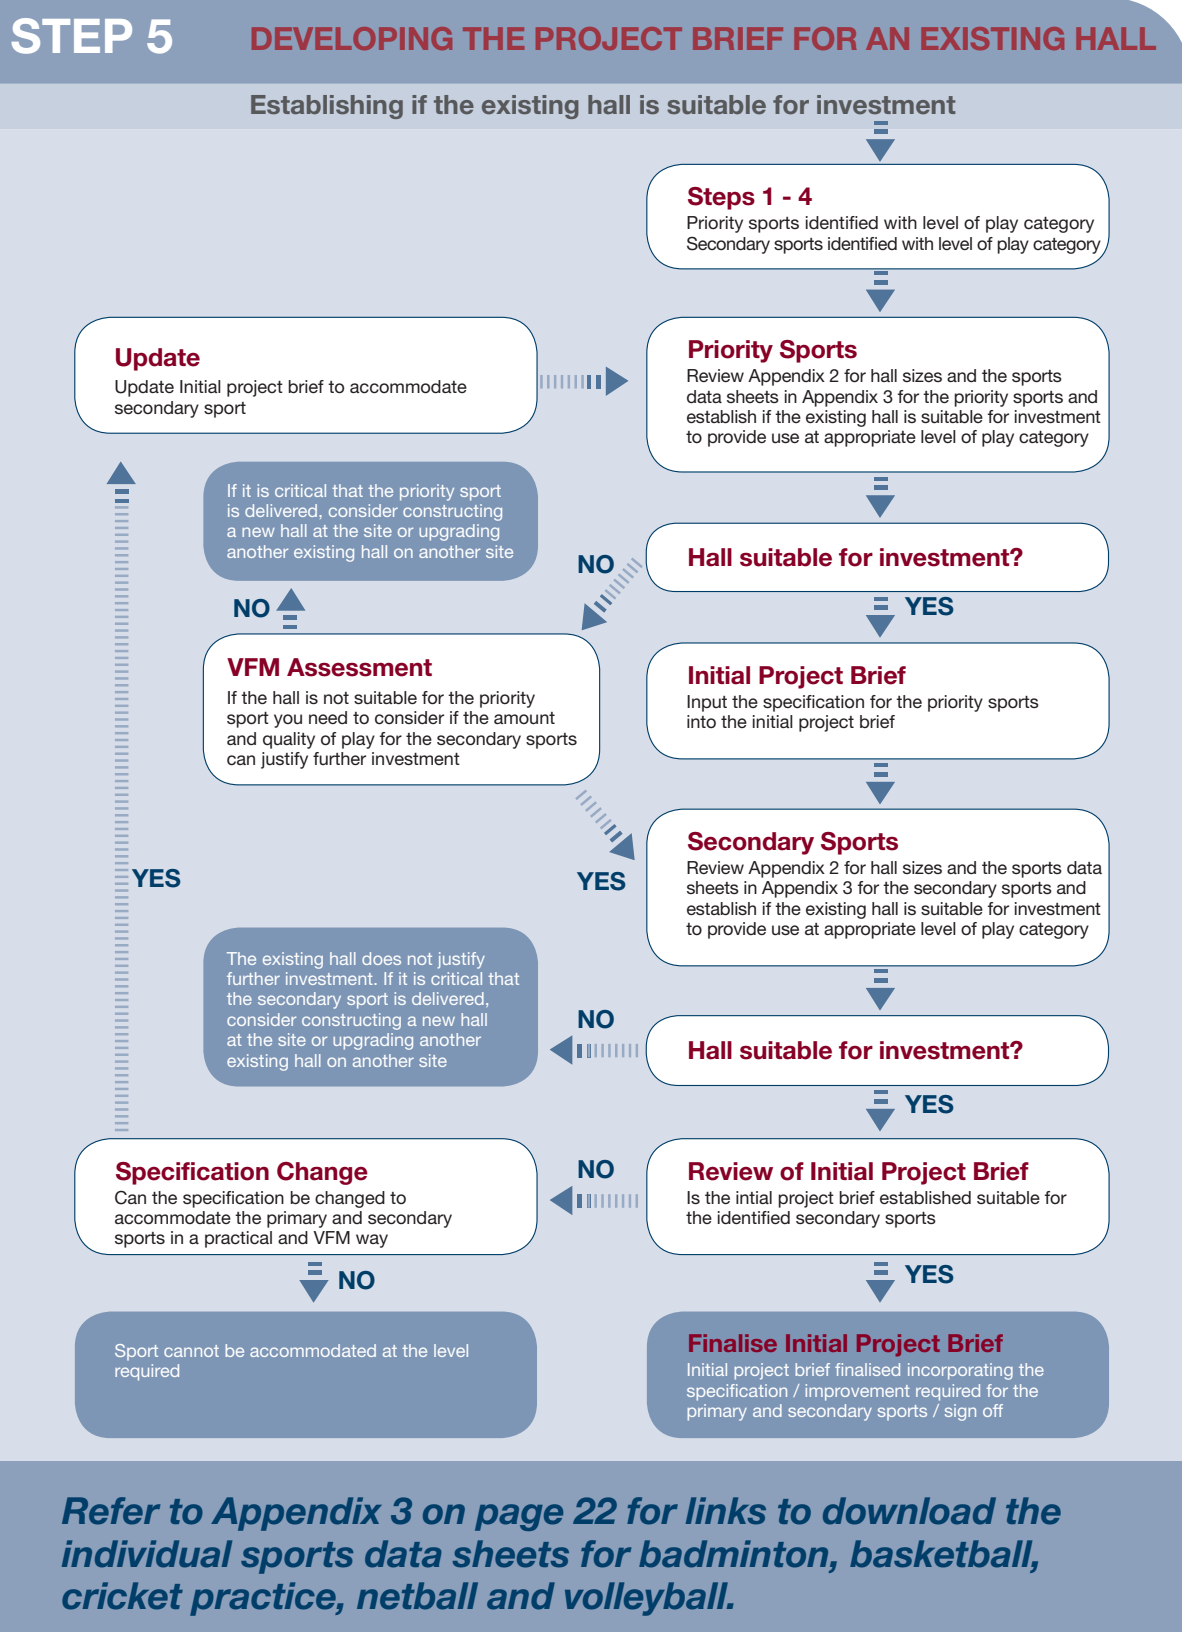 STEP 5
DEVELOPING THE PROJECT BRIEF FOR AN EXISTING HALL
Establishing if the existing hall is suitable for investment
Steps 1 - 4
Priority sports identified with level of play category
Secondary sports identified with level of play category
Update
Update Initial project brief to accommodate
secondary sport
Priority Sports
Review Appendix 2 for hall sizes and the sports
data sheets in Appendix 3 for the priority sports and
establish if the existing hall is suitable for investment
to provide use at appropriate level of play category
If it is critical that the priority sport
is delivered, consider constructing
a new hall at the site or upgrading
another existing hall on another site
NO
Hall suitable for investment?
NO
YES
VFM Assessment
If the hall is not suitable for the priority
sport you need to consider if the amount
and quality of play for the secondary sports
can justify further investment
Initial Project Brief
Input the specification for the priority sports
into the initial project brief
YES
YES
Secondary Sports
Review Appendix 2 for hall sizes and the sports data
sheets in Appendix 3 for the secondary sports and
establish if the existing hall is suitable for investment
to provide use at appropriate level of play category
The existing hall does not justify
further investment. If it is critical that
the secondary sport is delivered,
consider constructing a new hall
at the site or upgrading another
existing hall on another site
NO
Hall suitable for investment?
YES
Specification Change
Can the specification be changed to
accommodate the primary and secondary
sports in a practical and VFM way
NO
Review of Initial Project Brief
Is the intial project brief established suitable for
the identified secondary sports
NO
YES
Sport cannot be accommodated at the level
required
Finalise Initial Project Brief
Initial project brief finalised incorporating the
specification / improvement required for the
primary and secondary sports / sign off
Refer to Appendix 3 on page 22 for links to download the
individual sports data sheets for badminton, basketball,
cricket practice, netball and volleyball.